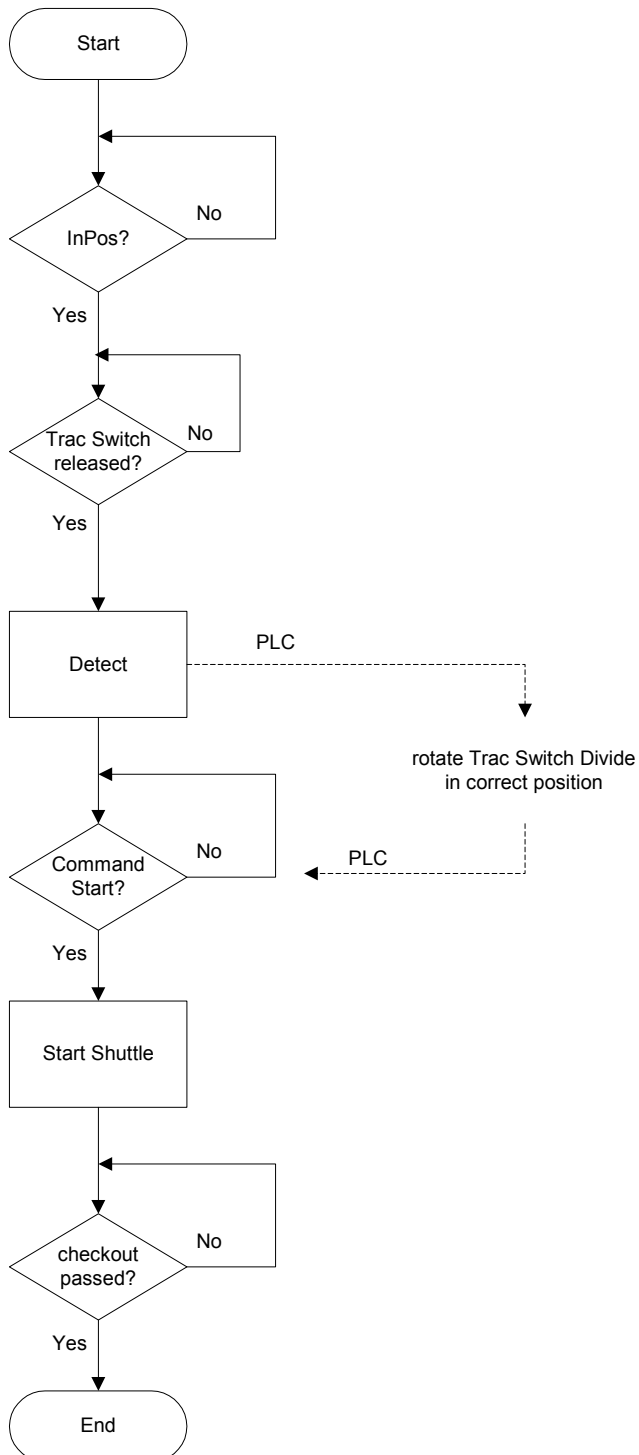 Start
No
InPos?
Yes
No
Trac Switch
released?
Yes
PLC
Detect
rotate Trac Switch Divide
in correct position
No
PLC
Command
Start?
Yes
Start Shuttle
No
checkout
passed?
Yes
End